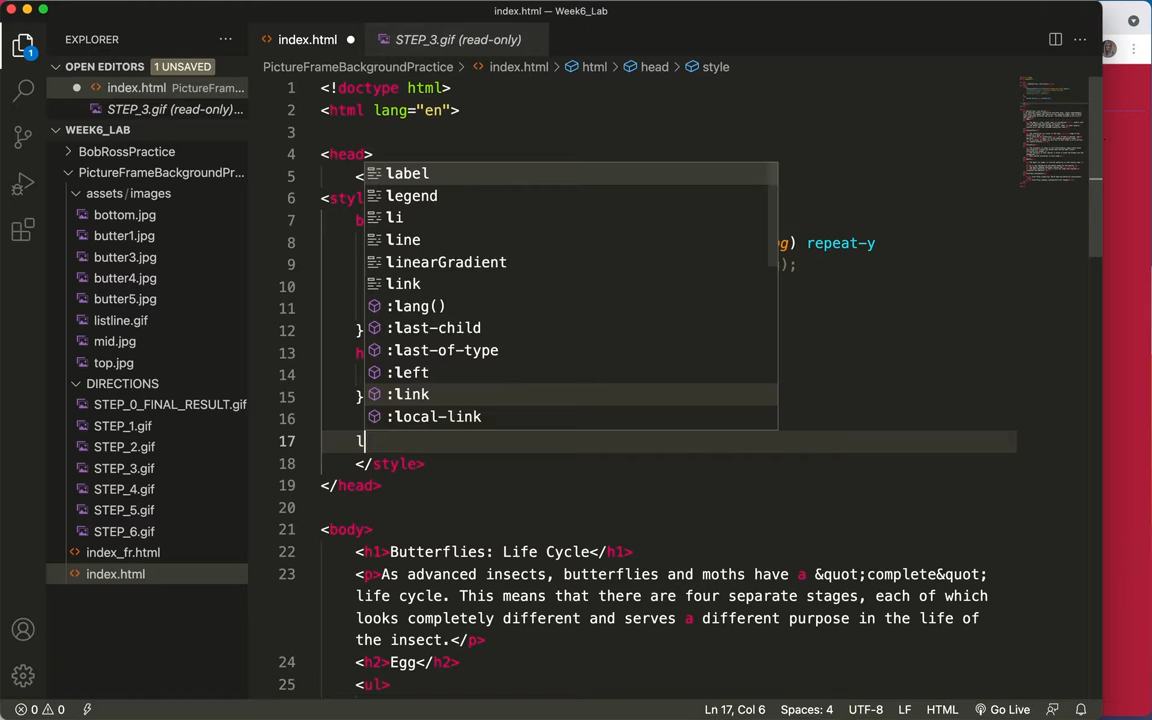 index.html — Week6_Lab
EXPLORER
index.html
STEP_3.gif (read-only)
OPEN EDITORS 1 UNSAVED
PictureFrameBackgroundPractice index.html html head style
index.html PictureFram...
STEP_3.gif (read-only)...
WEEK6_LAB
BobRossPractice
PictureFrameBackgroundPr...
assets/images
bottom.jpg
butter1.jpg
butter3.jpg
butter4.jpg
butter5.jpg
listline.gif
mid.jpg
top.jpg
DIRECTIONS
STEP_0_FINAL_RESULT.gif
STEP_1.gif
STEP_2.gif
STEP_3.gif
STEP_4.gif
STEP_5.gif
STEP_6.gif
index_fr.html
index.html
1
1 <!doctype html>
2 <html lang="en">
3
4 <head>
5 <
6 <styl
7 b
8 g) repeat-y
9 );
10
11
12 }
13 h
14
15 }
16
17 l
18 </style>
19 </head>
20
21 <body>
22 <h1>Butterflies: Life Cycle</h1>
23 <p>As advanced insects, butterflies and moths have a &quot;complete&quot;
life cycle. This means that there are four separate stages, each of which
looks completely different and serves a different purpose in the life of
the insect.</p>
24 <h2>Egg</h2>
25 <ul>
label
legend
li
line
linearGradient
link
:lang()
:last-child
:last-of-type
:left
:link
:local-link
0 0 Ln 17, Col 6 Spaces: 4 UTF-8 LF HTML Go Live